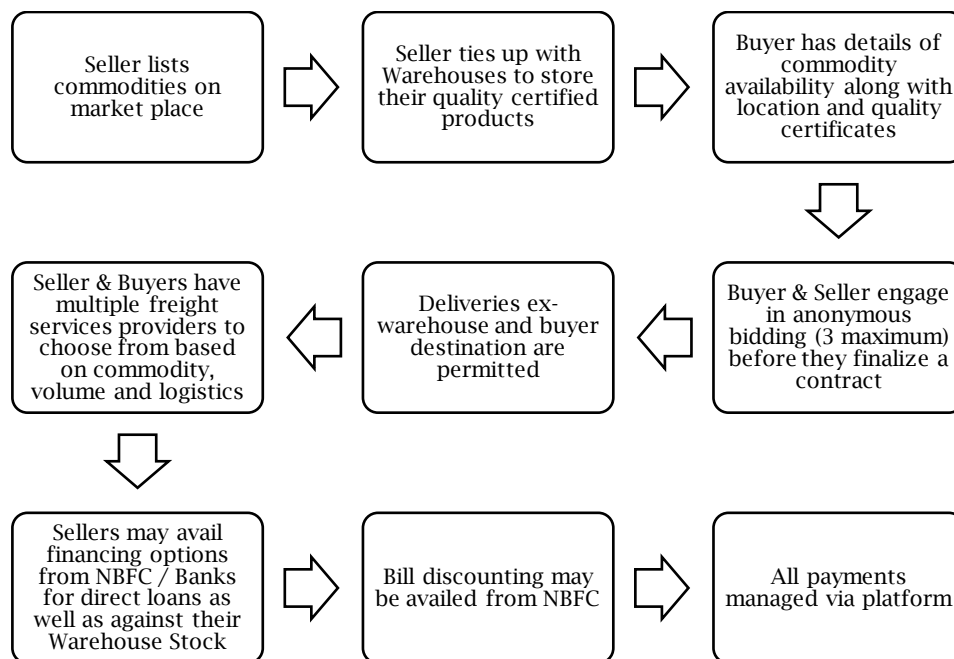 Seller lists
commodities on
market place
Seller ties up with
Warehouses to store
their quality certified
products
Buyer has details of
commodity
availability along with
location and quality
certificates
Buyer & Seller engage
in anonymous
bidding (3 maximum)
before they finalize a
contract
Deliveries ex-
warehouse and buyer
destination are
permitted
Seller & Buyers have
multiple freight
services providers to
choose from based
on commodity,
volume and logistics
Sellers may avail
financing options
from NBFC / Banks
for direct loans as
well as against their
Warehouse Stock
Bill discounting may
be availed from NBFC
All payments
managed via platform